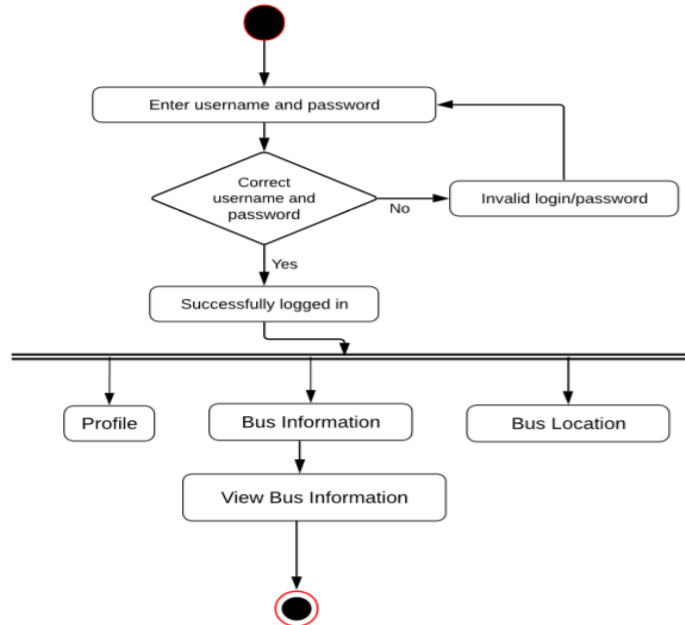 Enter username and password
Correct
username and
password
No
Invalid login/password
Yes
Successfully logged in
Profile
Bus Information
Bus Location
View Bus Information